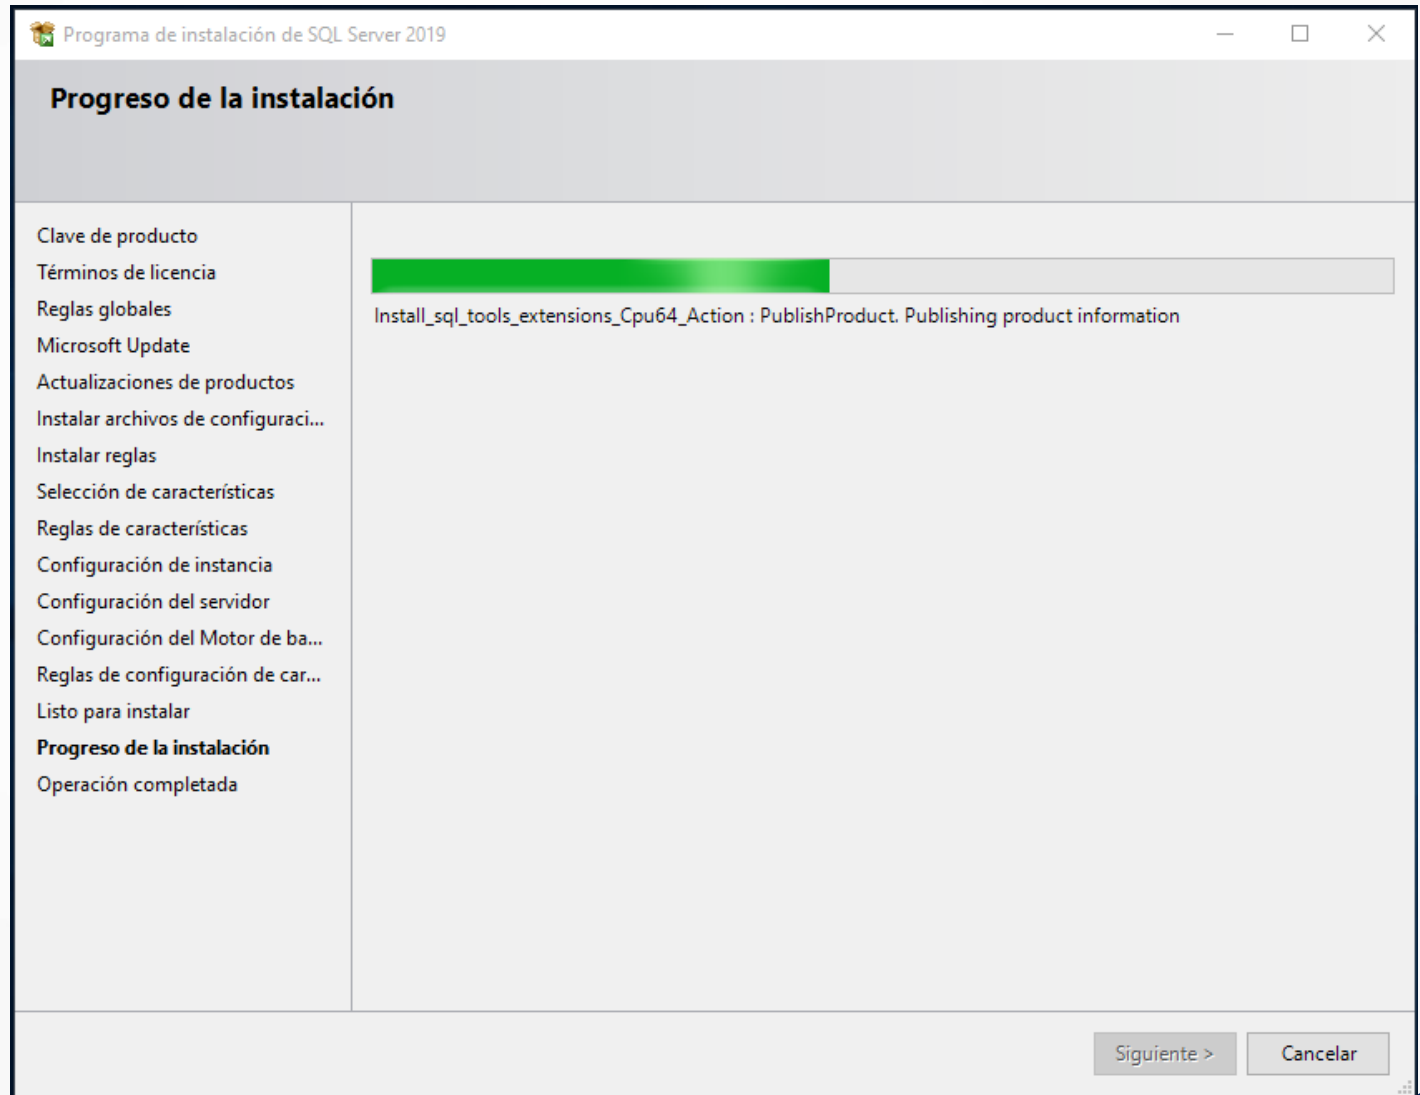 Programa de instalación de SQL Server 2019
Progreso de la instalación
Clave de producto
Términos de licencia
Reglas globales
Microsoft Update
Actualizaciones de productos
Instalar archivos de configuraci...
Instalar reglas
Selección de características
Reglas de características
Configuración de instancia
Configuración del servidor
Configuración del Motor de ba...
Reglas de configuración de car...
Listo para instalar
Progreso de la instalación
Operación completada
Install_sql_tools_extensions_Cpu64_Action : PublishProduct. Publishing product information
Siguiente >
Cancelar